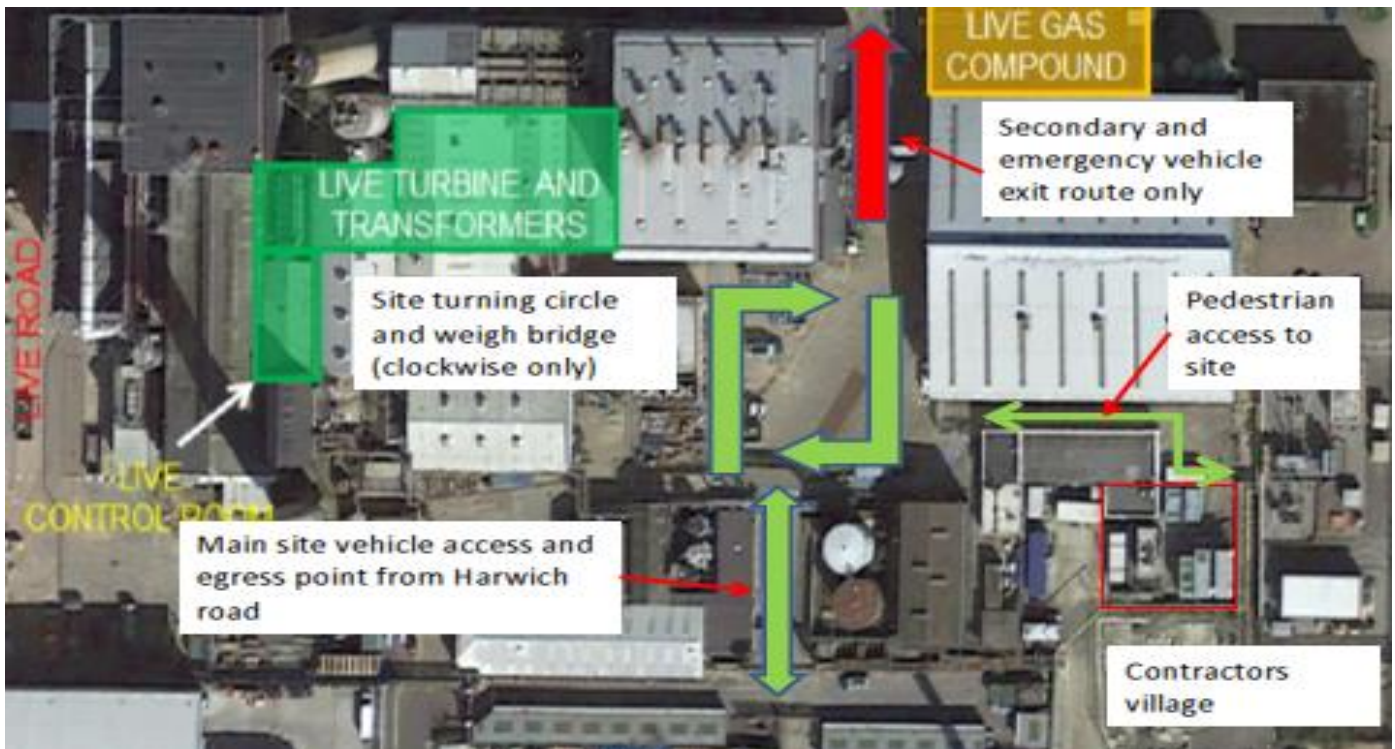 LIVE GAS
COMPOUND
Secondary and
emergency vehicle
exit route only
LIVE TURBINE AND
TRANSFORMERS
LIVE ROAD
Site turning circle
and weigh bridge
(clockwise only)
Pedestrian
access to
site
LIVE
CONTROL ROOM
Main site vehicle access and
egress point from Harwich
road
Contractors
village